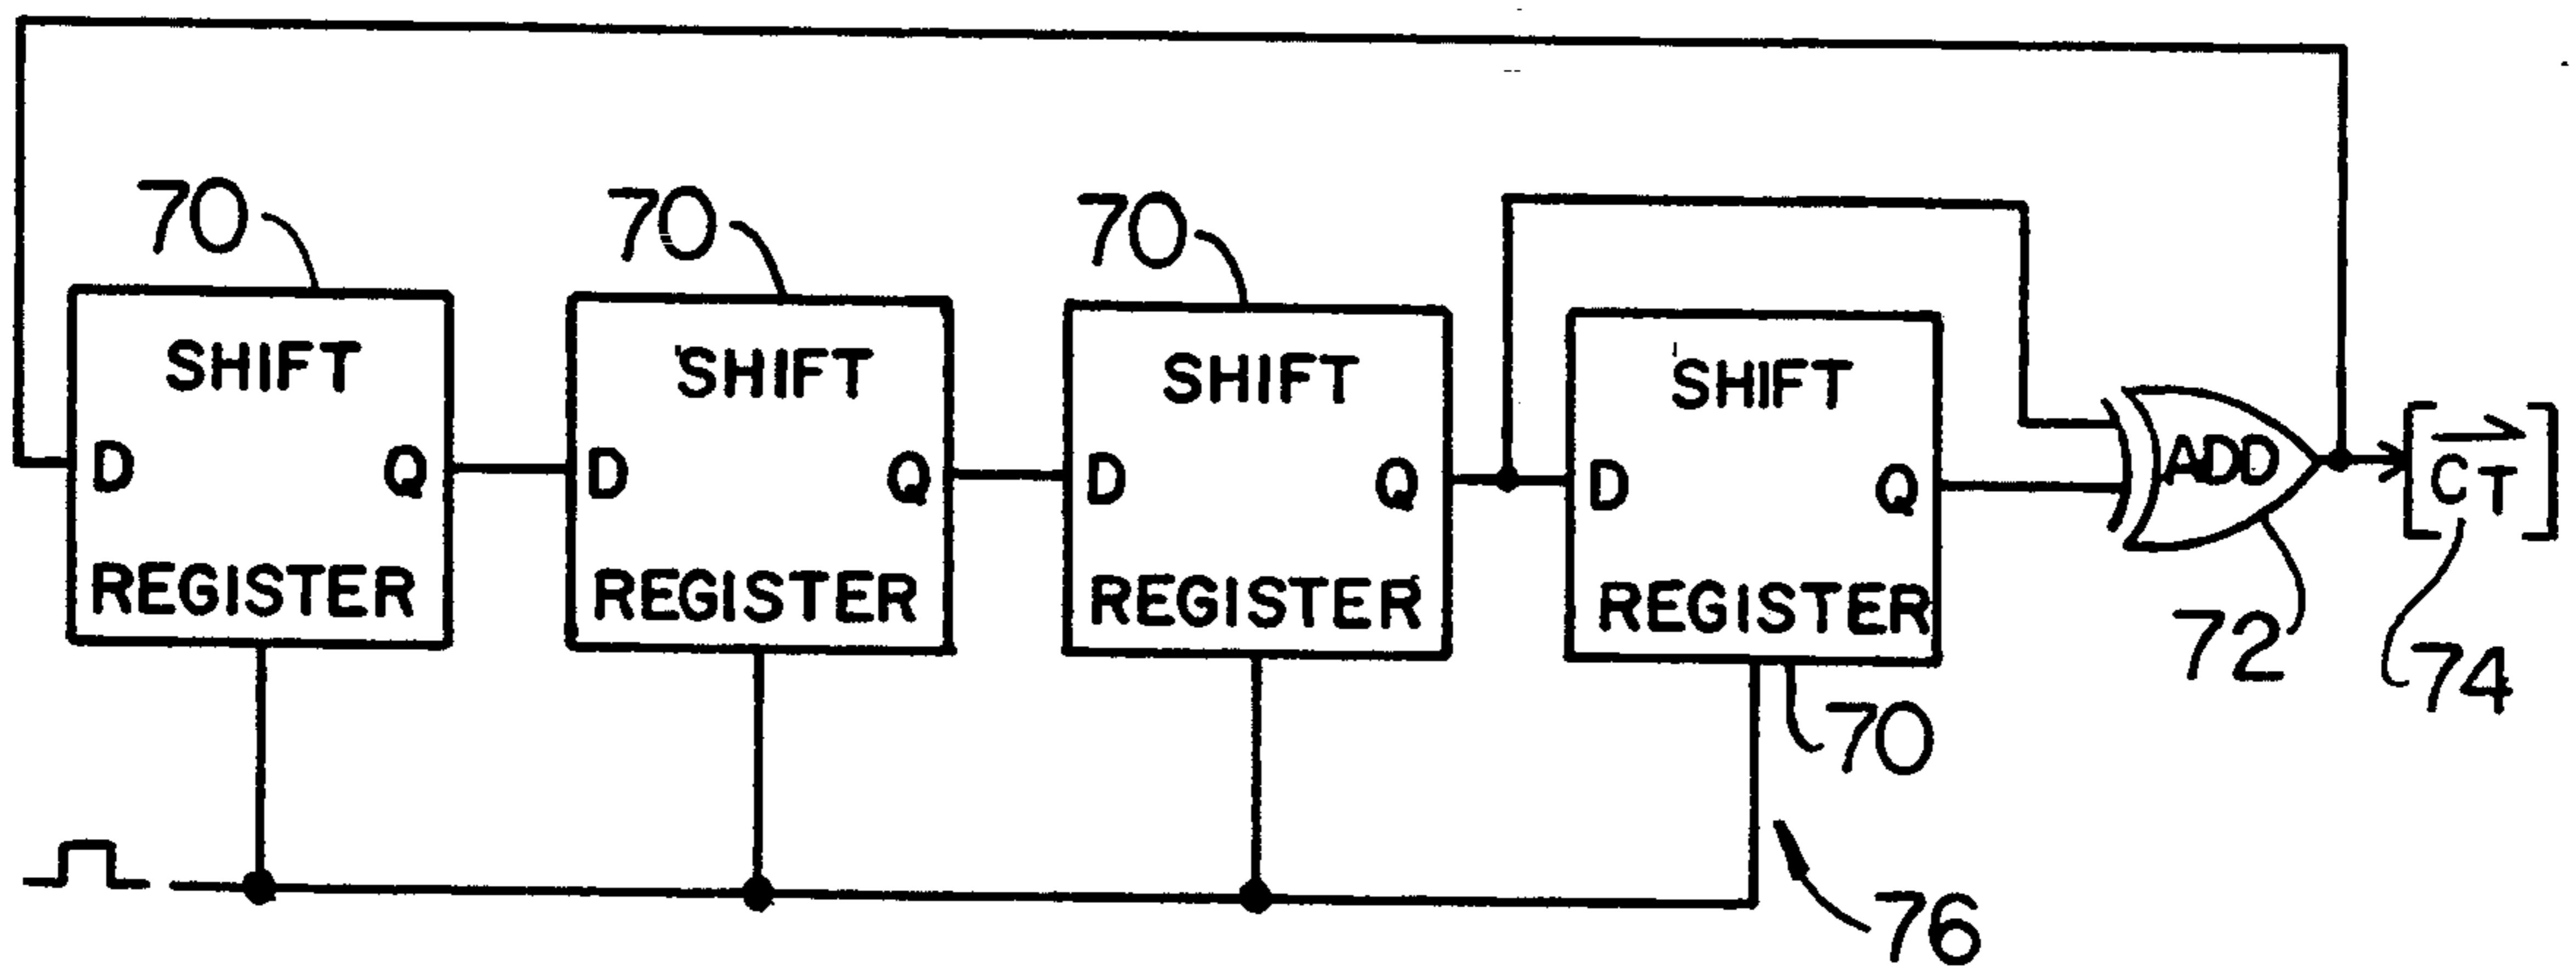 70 70 70
SHIFT SHIFT SHIFT SHIFT
D Q D Q D Q D Q ADD [CT]
REGISTER REGISTER REGISTER REGISTER
72 74
70
76